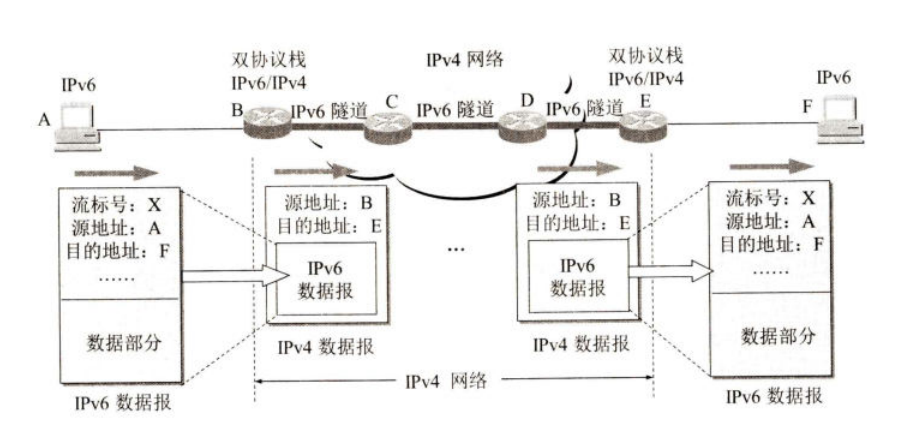 双协议栈
IPv6/IPv4
IPv4 网络
双协议栈
IPv6/IPv4
IPv6
IPv6
A
B
IPv6 隧道
C
IPv6 隧道
D
IPv6 隧道
E
F
流标号:X
源地址:A
目的地址:F
……
数据部分
IPv6 数据报
源地址:B
目的地址:E
IPv6
数据报
IPv4 数据报
…
源地址:B
目的地址:E
IPv6
数据报
IPv4 数据报
流标号:X
源地址:A
目的地址:F
……
数据部分
IPv6 数据报
IPv4 网络